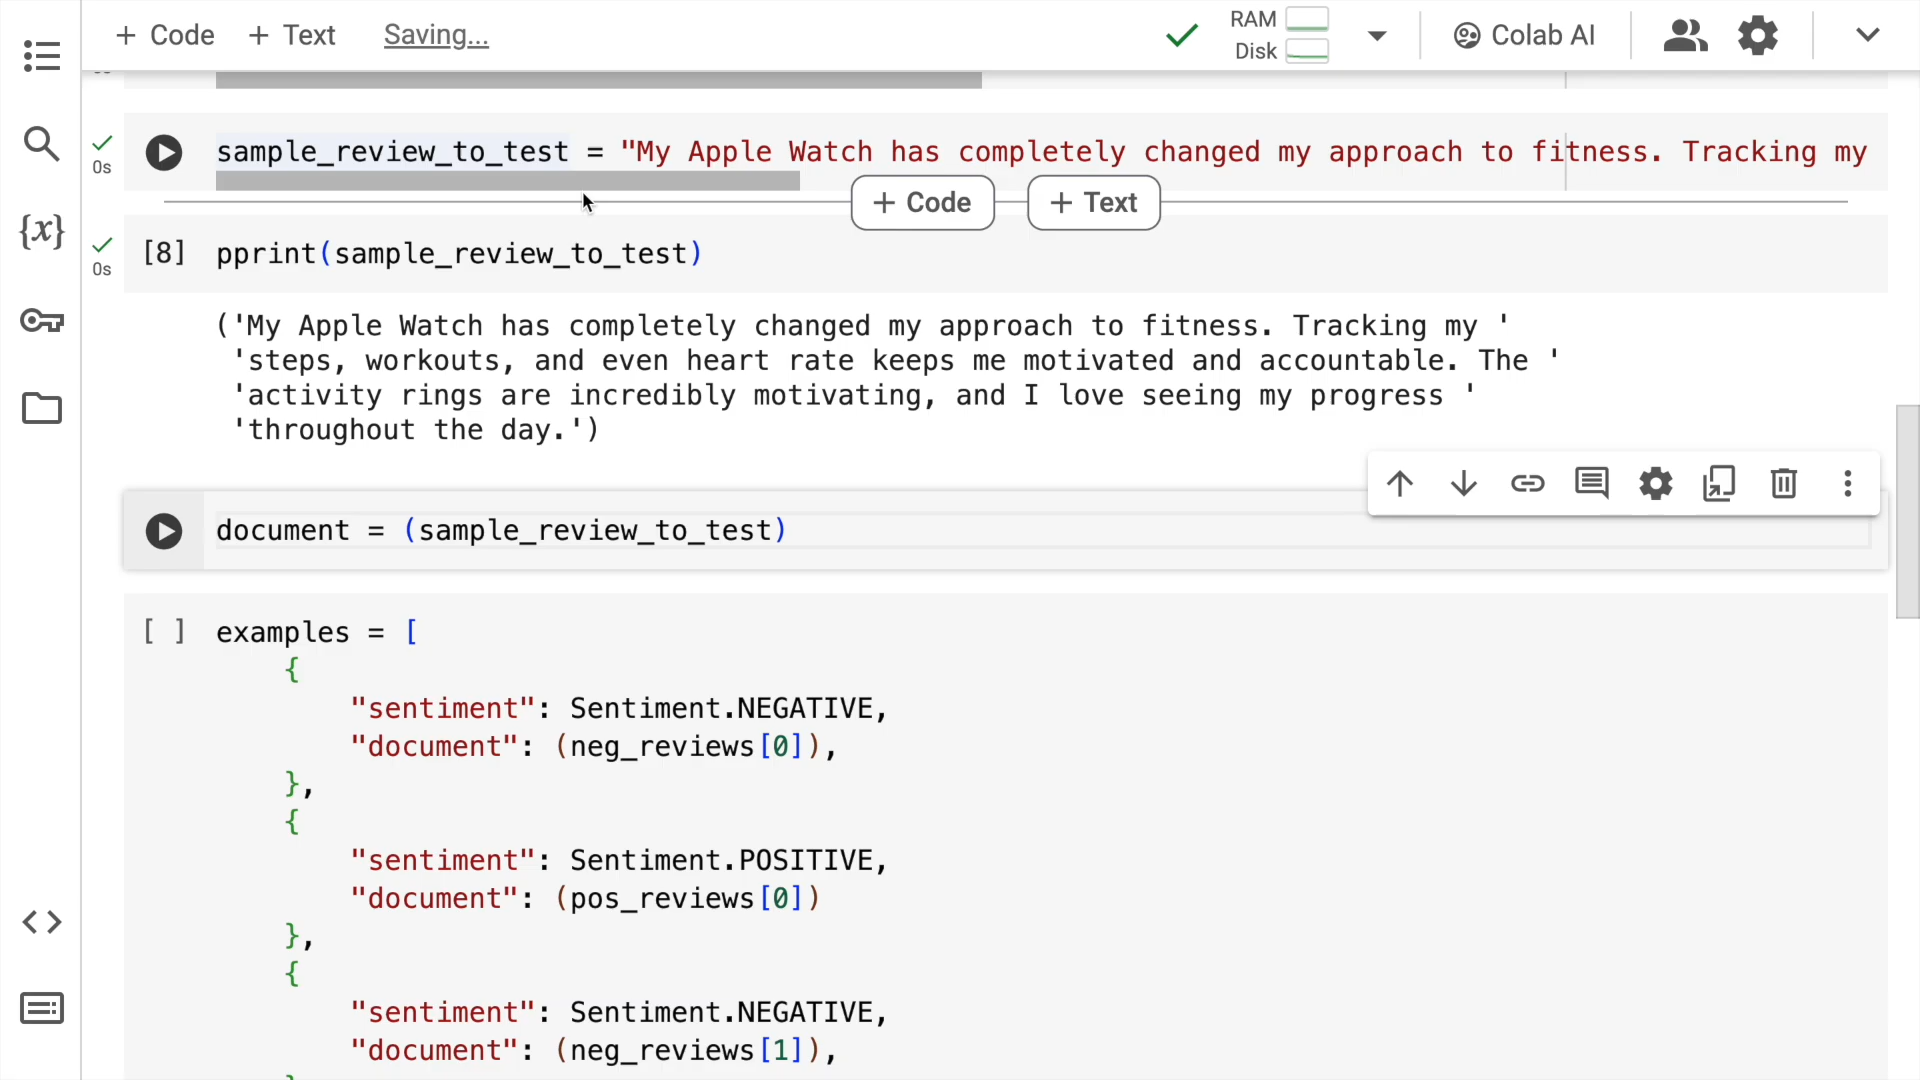 + Code + Text Saving... RAM Colab AI
Disk
sample_review_to_test = "My Apple Watch has completely changed my approach to fitness. Tracking my
0s
+ Code + Text
[8] pprint(sample_review_to_test)
0s
('My Apple Watch has completely changed my approach to fitness. Tracking my '
'steps, workouts, and even heart rate keeps me motivated and accountable. The '
'activity rings are incredibly motivating, and I love seeing my progress '
'throughout the day.')
document = (sample_review_to_test)
[ ] examples = [
{
"sentiment": Sentiment.NEGATIVE,
"document": (neg_reviews[0]),
},
{
"sentiment": Sentiment.POSITIVE,
"document": (pos_reviews[0])
},
{
"sentiment": Sentiment.NEGATIVE,
"document": (neg_reviews[1]),